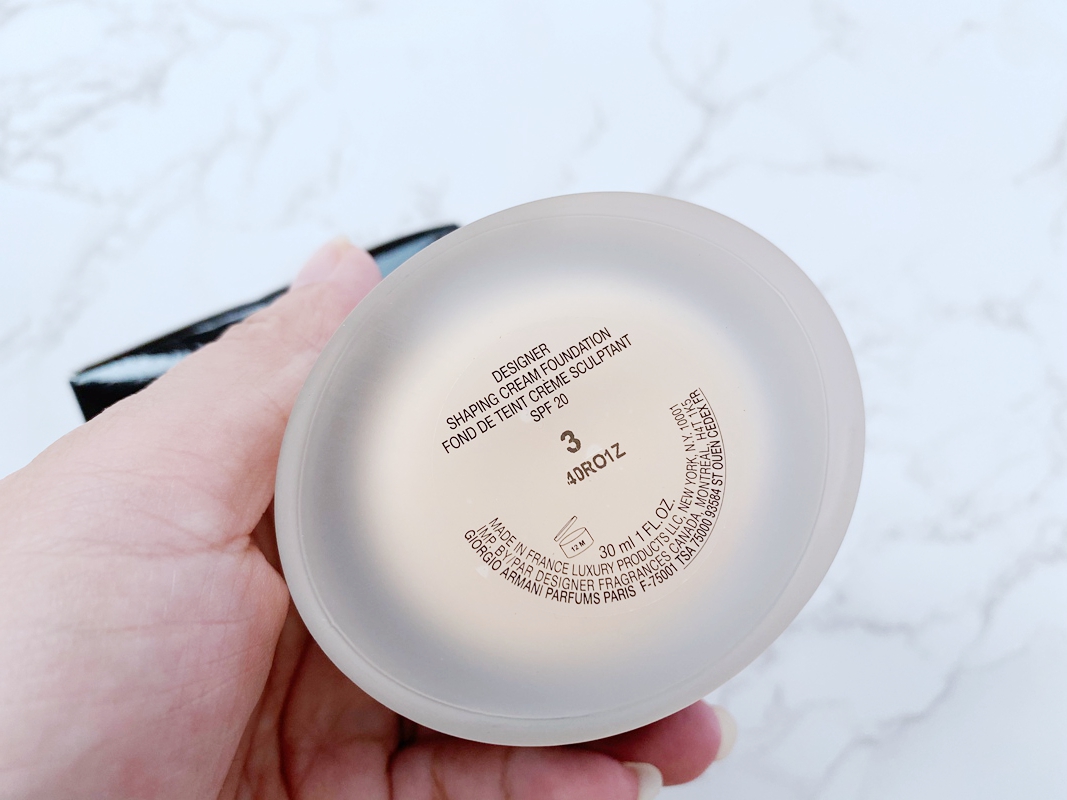 DESIGNER
SHAPING CREAM FOUNDATION
FOND DE TEINT CREME SCULPTANT
SPF 20
3
40RO1Z
12 M
30 ml 1 FL.OZ.
MADE IN FRANCE LUXURY PRODUCTS LLC, NEW YORK, N.Y. 10001
IMP. BY/PAR DESIGNER FRAGRANCES CANADA, MONTREAL, H4T 1K5
GIORGIO ARMANI PARFUMS PARIS F-75001 TSA 75000 93584 ST OUEN CEDEX FR